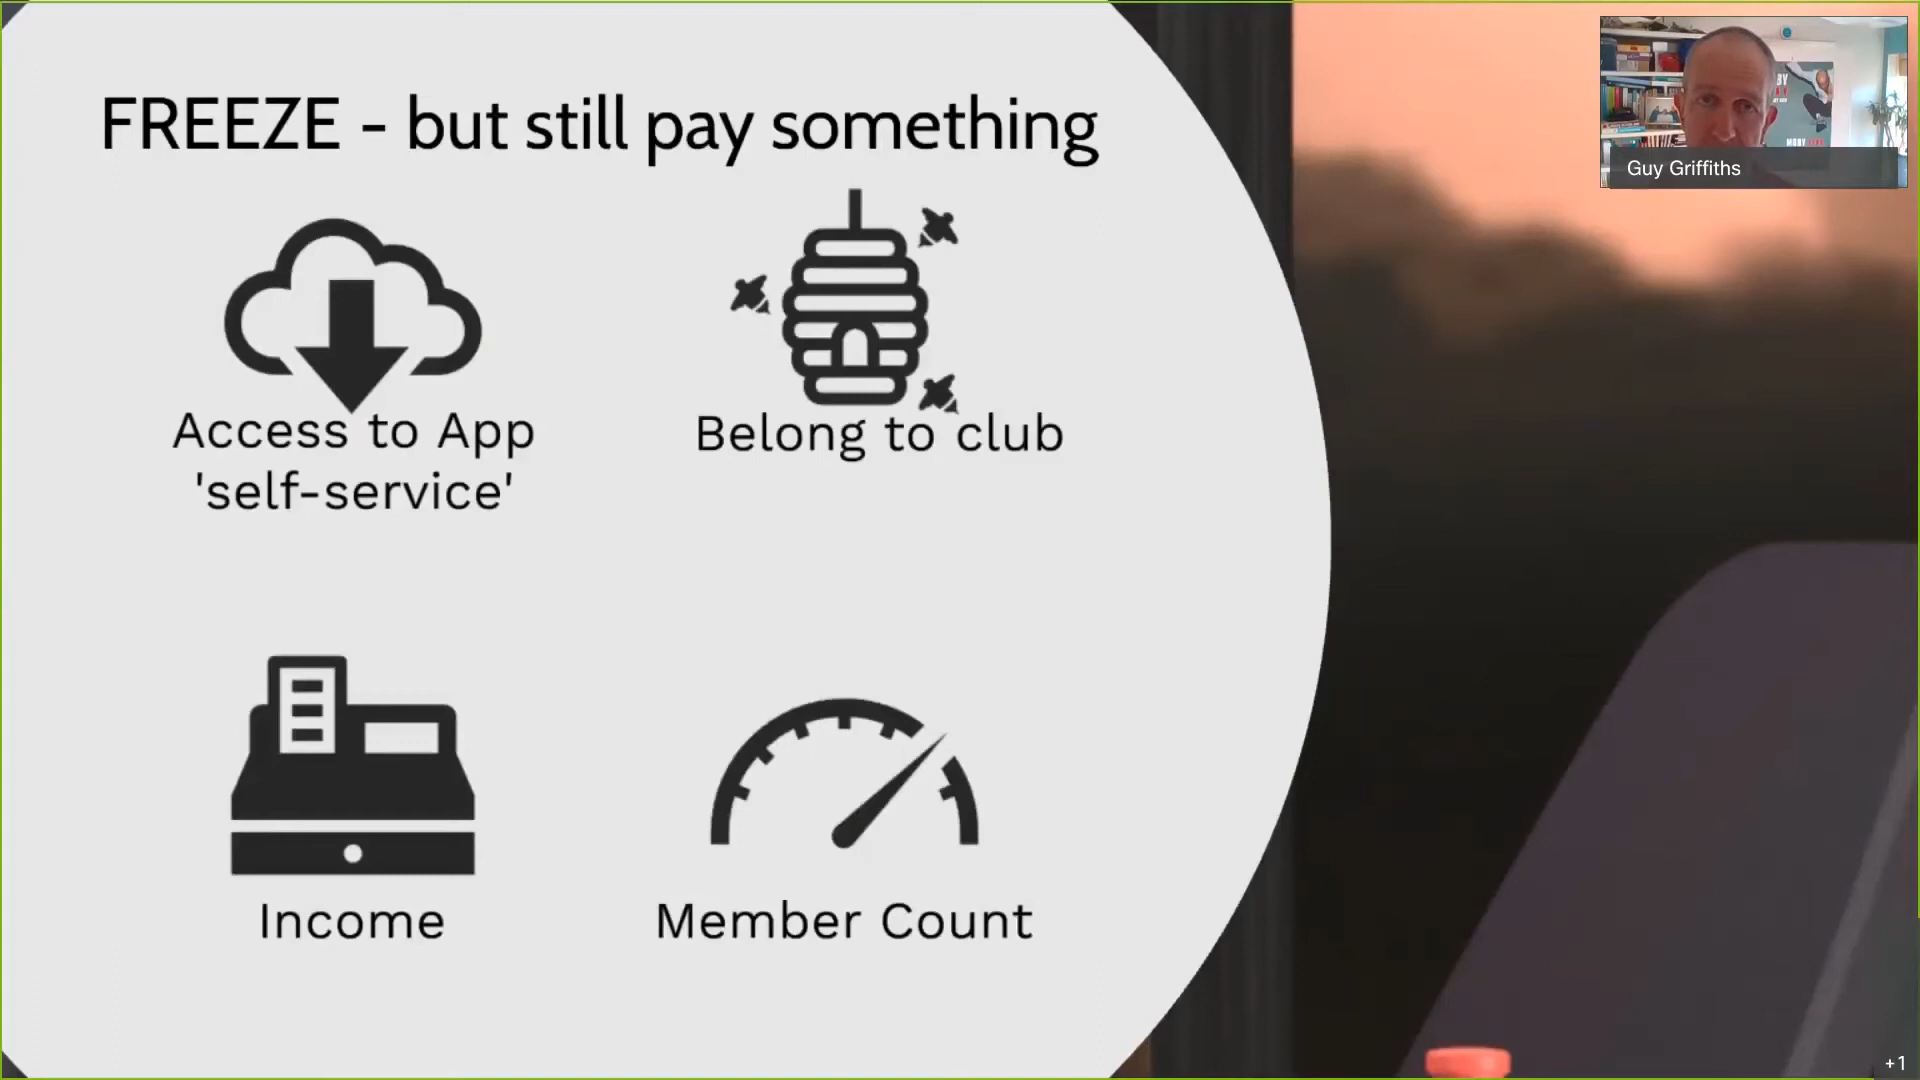 FREEZE - but still pay something
Guy Griffiths
Access to App
'self-service'
Belong to club
Income
Member Count
+1